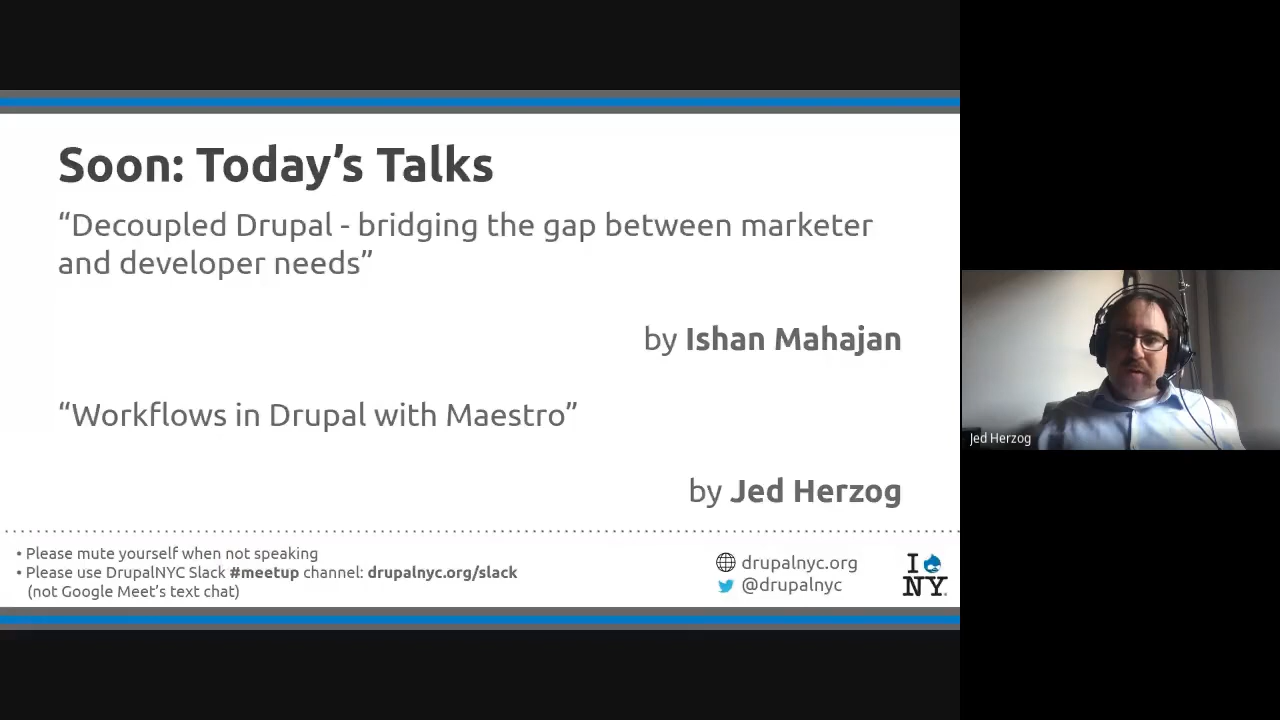 Soon: Today’s Talks
“Decoupled Drupal - bridging the gap between marketer
and developer needs”
by Ishan Mahajan
“Workflows in Drupal with Maestro”
by Jed Herzog
• Please mute yourself when not speaking
• Please use DrupalNYC Slack #meetup channel: drupalnyc.org/slack
(not Google Meet’s text chat)
drupalnyc.org
@drupalnyc
I
NY.
Jed Herzog